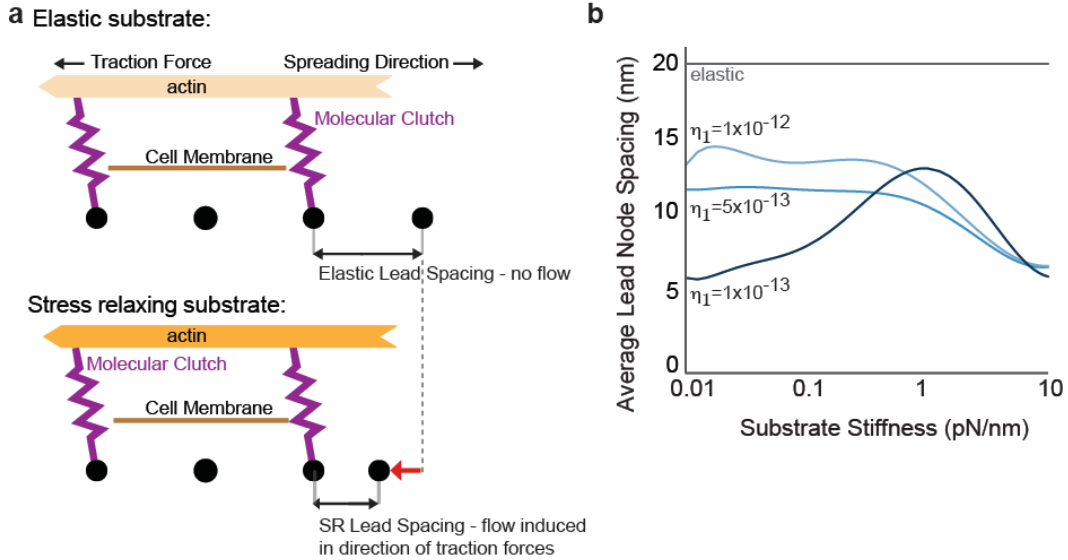 a
Elastic substrate:
Traction Force
Spreading Direction
actin
Molecular Clutch
Cell Membrane
Elastic Lead Spacing - no flow
Stress relaxing substrate:
actin
Molecular Clutch
Cell Membrane
SR Lead Spacing - flow induced
in direction of traction forces
b
Average Lead Node Spacing (nm)
20
15
10
5
0
elastic
η1=1x10-12
η1=5x10-13
η1=1x10-13
0.01
0.1
1
10
Substrate Stiffness (pN/nm)